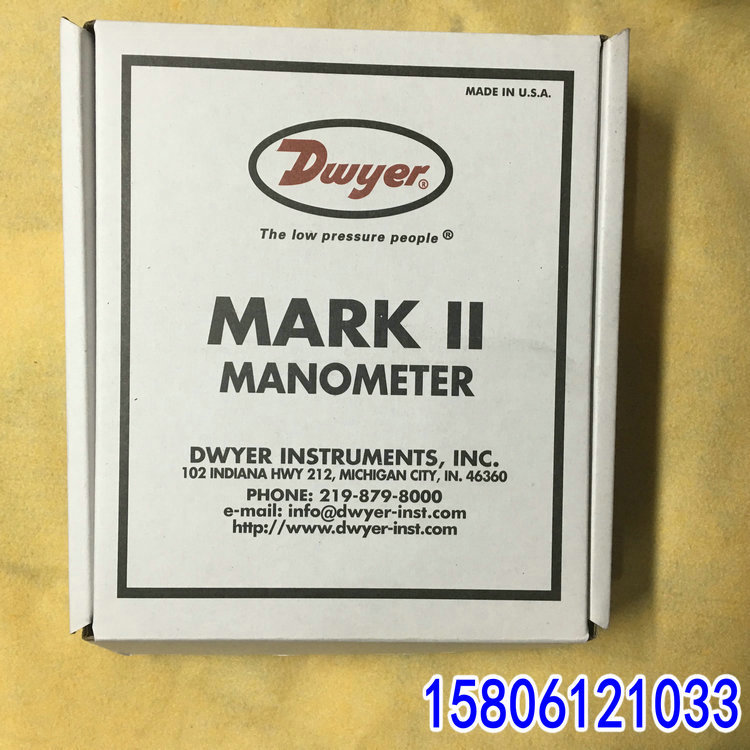 MADE IN U.S.A.
Dwyer®
The low pressure people®
MARK II
MANOMETER
DWYER INSTRUMENTS, INC.
102 INDIANA HWY 212, MICHIGAN CITY, IN. 46360
PHONE: 219-879-8000
e-mail: info@dwyer-inst.com
http://www.dwyer-inst.com
15806121033